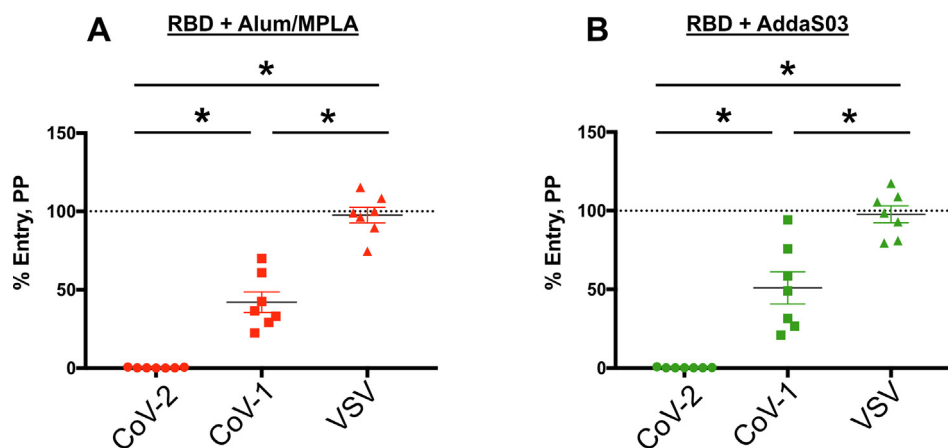 A
RBD + Alum/MPLA
*
* *
150
100
50
0
% Entry, PP
CoV-2
CoV-1
VSV
B
RBD + AddaS03
*
* *
150
100
50
0
% Entry, PP
CoV-2
CoV-1
VSV